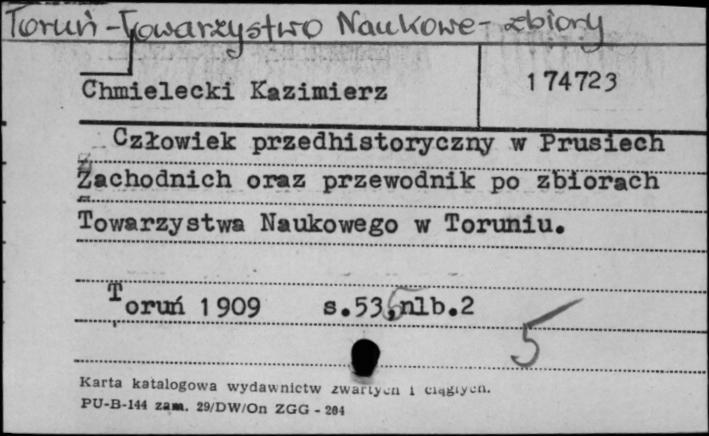 Toruń - Towarzystwo Naukowe - zbiory
Chmielecki Kazimierz
174723
Człowiek przedhistoryczny w Prusiech
Zachodnich oraz przewodnik po zbiorach
Towarzystwa Naukowego w Toruniu.
Toruń 1909 s.53,nlb.2
5
Karta katalogowa wydawnictw zwartych i ciągłych.
PU-B-144 zam. 29/DW/On ZGG - 204